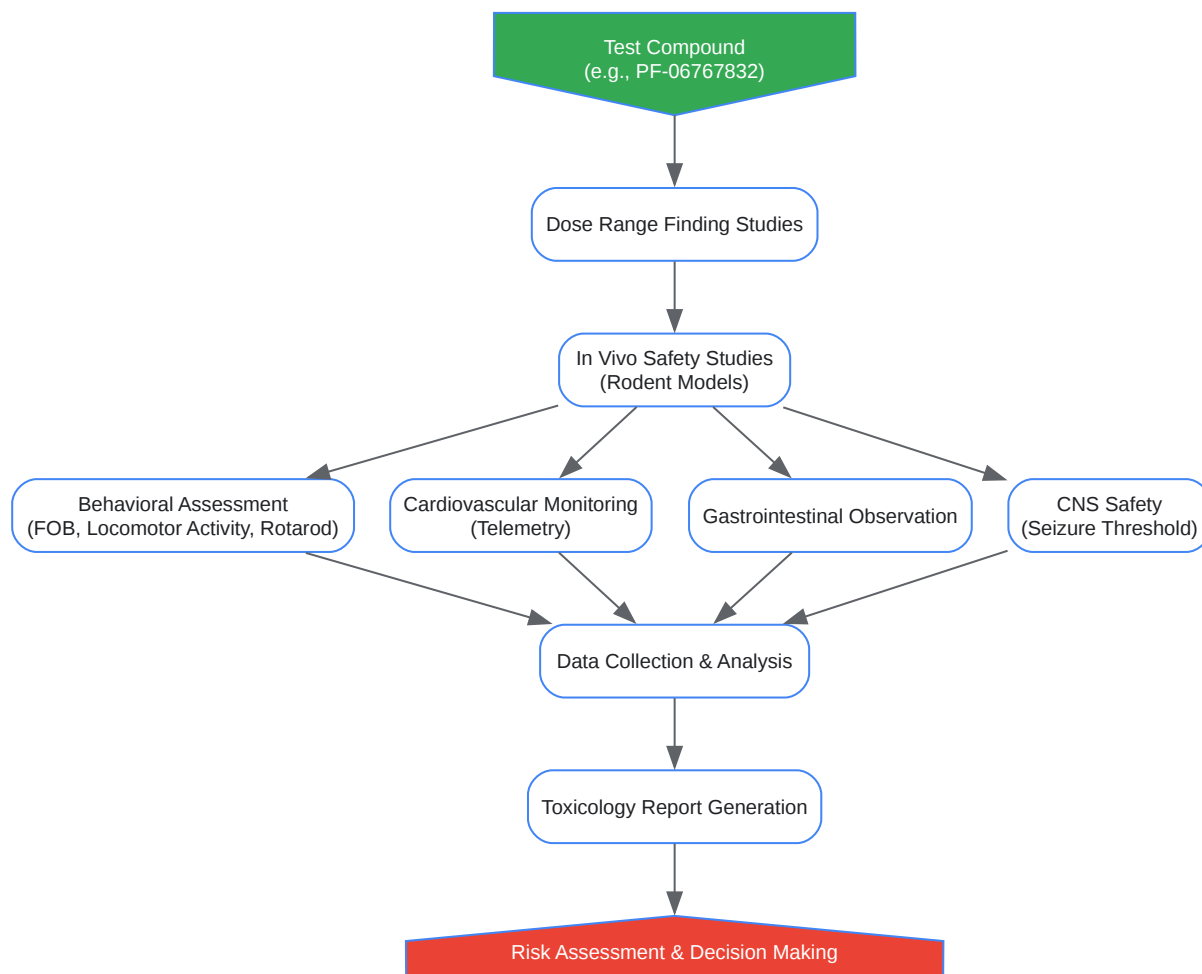 Test Compound
(e.g., PF-06767832)
Dose Range Finding Studies
In Vivo Safety Studies
(Rodent Models)
Behavioral Assessment
(FOB, Locomotor Activity, Rotarod)
Cardiovascular Monitoring
(Telemetry)
Gastrointestinal Observation
CNS Safety
(Seizure Threshold)
Data Collection & Analysis
Toxicology Report Generation
Risk Assessment & Decision Making